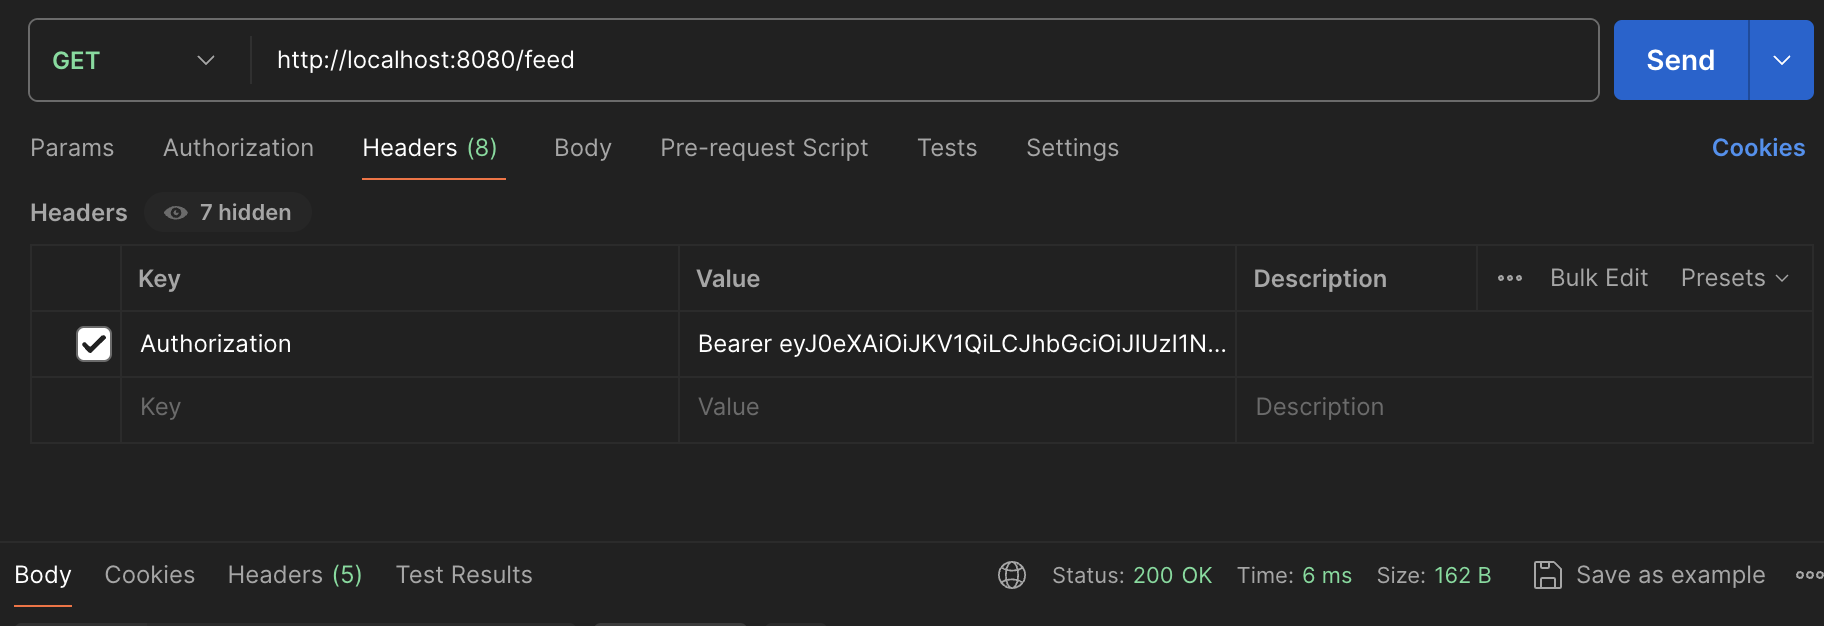 GET http://localhost:8080/feed Send
Params Authorization Headers (8) Body Pre-request Script Tests Settings Cookies
Headers 7 hidden
Key Value Description Bulk Edit Presets
Authorization Bearer eyJ0eXAiOiJKV1QiLCJhbGciOiJIUzI1N...
Key Value Description
Body Cookies Headers (5) Test Results Status: 200 OK Time: 6 ms Size: 162 B Save as example